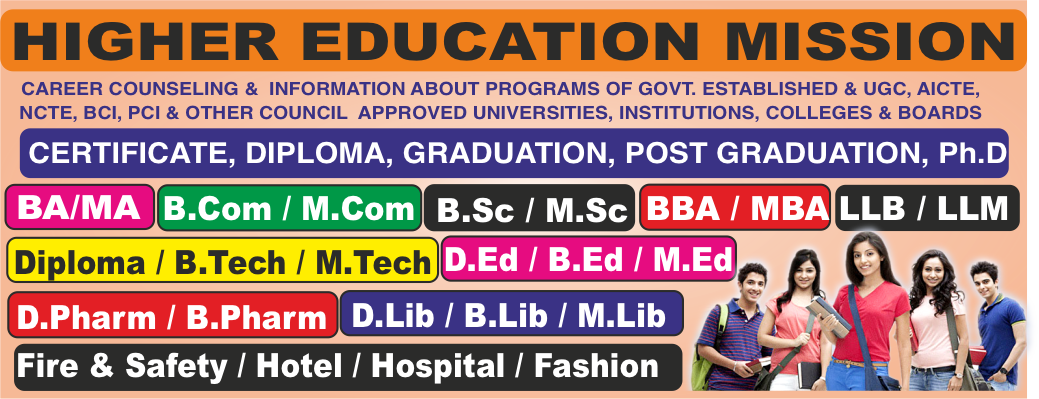 HIGHER EDUCATION MISSION
CAREER COUNSELING & INFORMATION ABOUT PROGRAMS OF GOVT. ESTABLISHED & UGC, AICTE,
NCTE, BCI, PCI & OTHER COUNCIL APPROVED UNIVERSITIES, INSTITUTIONS, COLLEGES & BOARDS
CERTIFICATE, DIPLOMA, GRADUATION, POST GRADUATION, Ph.D
BA/MA B.Com / M.Com B.Sc / M.Sc BBA / MBA LLB / LLM
Diploma / B.Tech / M.Tech D.Ed / B.Ed / M.Ed
D.Pharm / B.Pharm D.Lib / B.Lib / M.Lib
Fire & Safety / Hotel / Hospital / Fashion